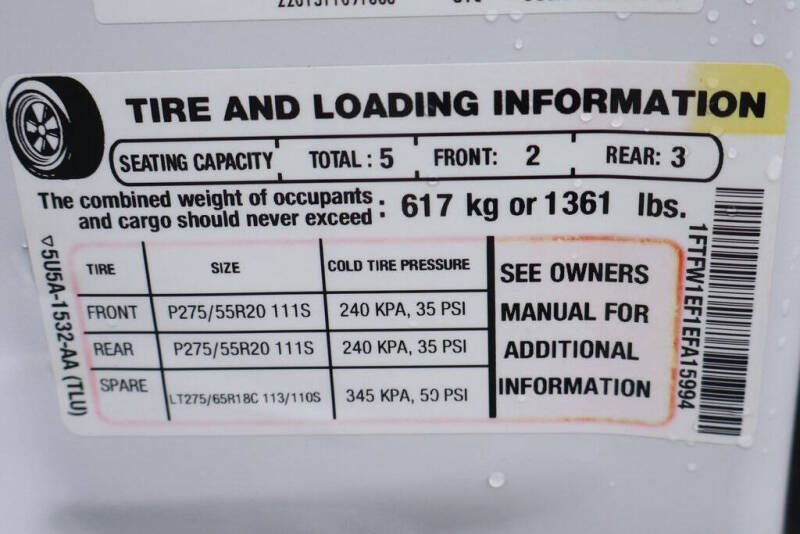 TIRE AND LOADING INFORMATION
SEATING CAPACITY TOTAL : 5 FRONT: 2 REAR: 3
The combined weight of occupants
and cargo should never exceed : 617 kg or 1361 lbs.
TIRE SIZE COLD TIRE PRESSURE
FRONT P275/55R20 111S 240 KPA, 35 PSI
REAR P275/55R20 111S 240 KPA, 35 PSI
SPARE LT275/65R18C 113/110S 345 KPA, 50 PSI
SEE OWNERS
MANUAL FOR
ADDITIONAL
INFORMATION
5U5A-1532-AA (TLU)
1FTFW1EF1EFA15994